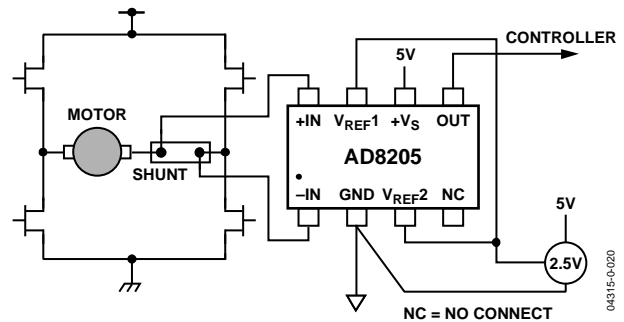 CONTROLLER
5V
MOTOR
SHUNT
+IN VREF1 +VS OUT
AD8205
–IN GND VREF2 NC
5V
2.5V
NC = NO CONNECT
04315-0-020